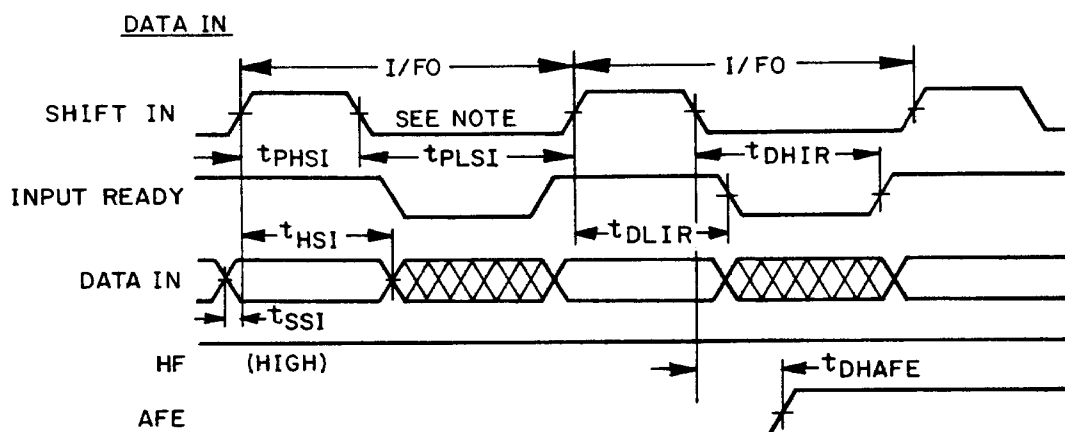 DATA IN
I/FO I/FO
SHIFT IN SEE NOTE
tPHSI tPLSI tDHIR
INPUT READY
tHSI tDLIR
DATA IN
tSSI
HF (HIGH)
tDHAFE
AFE